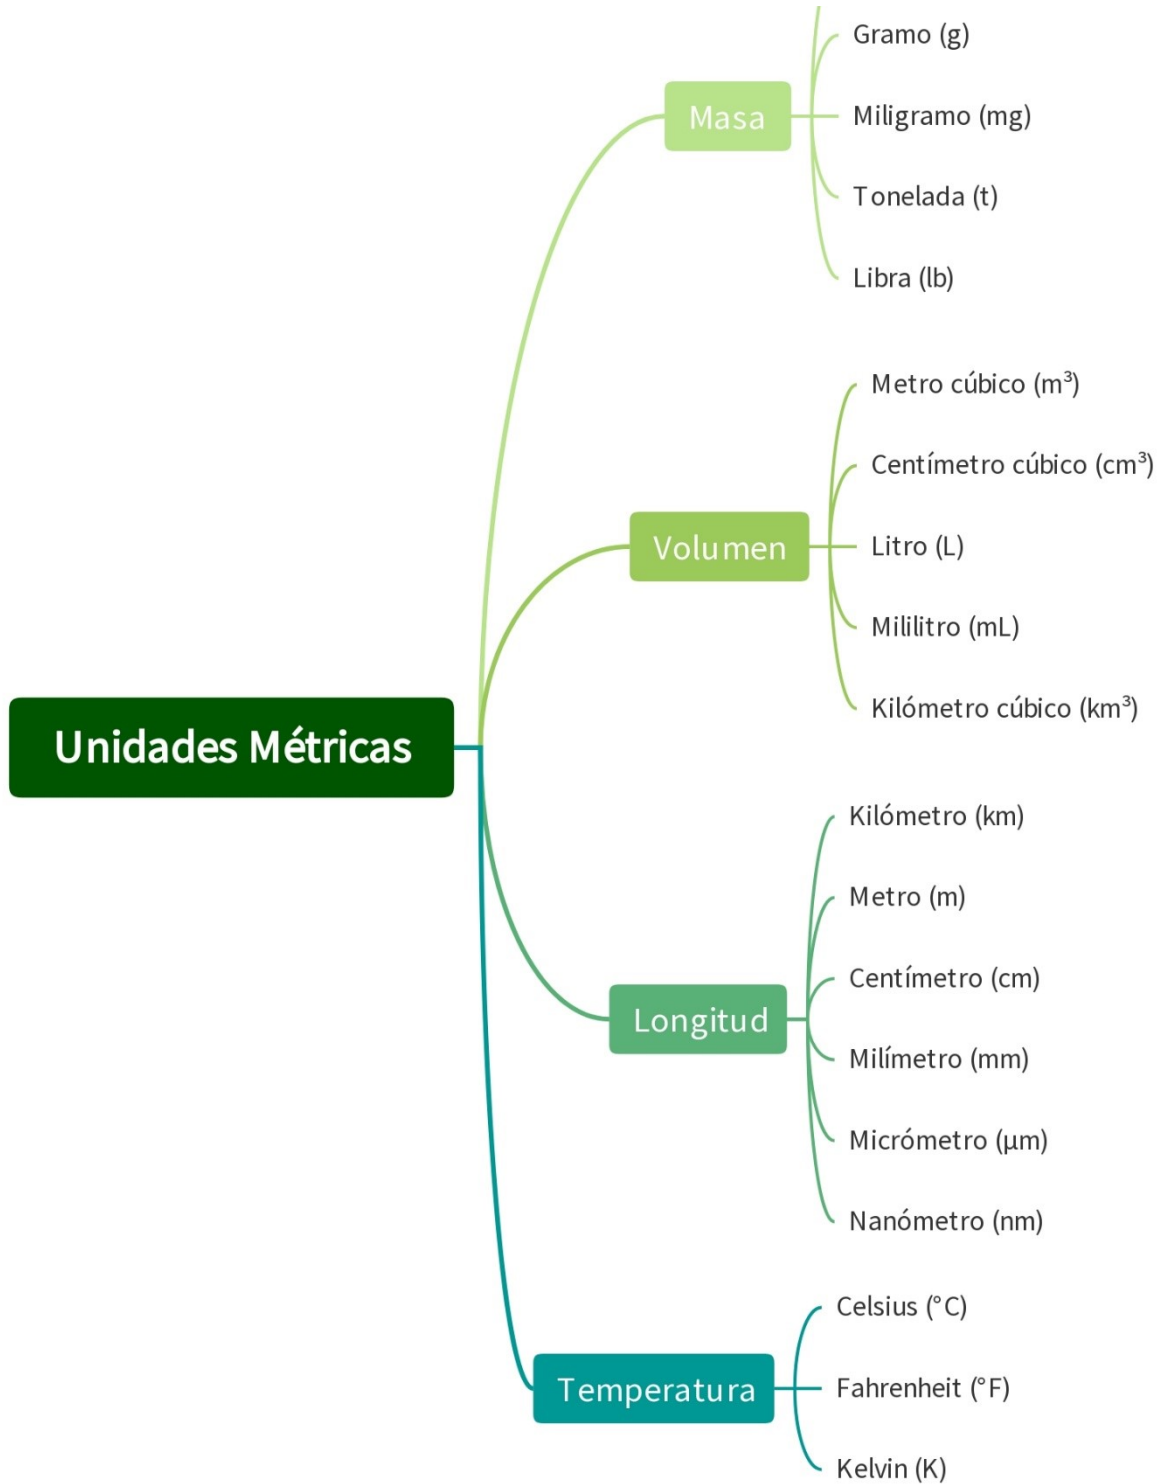 Unidades Métricas
Masa
Gramo (g)
Miligramo (mg)
Tonelada (t)
Libra (lb)
Volumen
Metro cúbico (m³)
Centímetro cúbico (cm³)
Litro (L)
Mililitro (mL)
Kilómetro cúbico (km³)
Longitud
Kilómetro (km)
Metro (m)
Centímetro (cm)
Milímetro (mm)
Micrómetro (μm)
Nanómetro (nm)
Temperatura
Celsius (°C)
Fahrenheit (°F)
Kelvin (K)